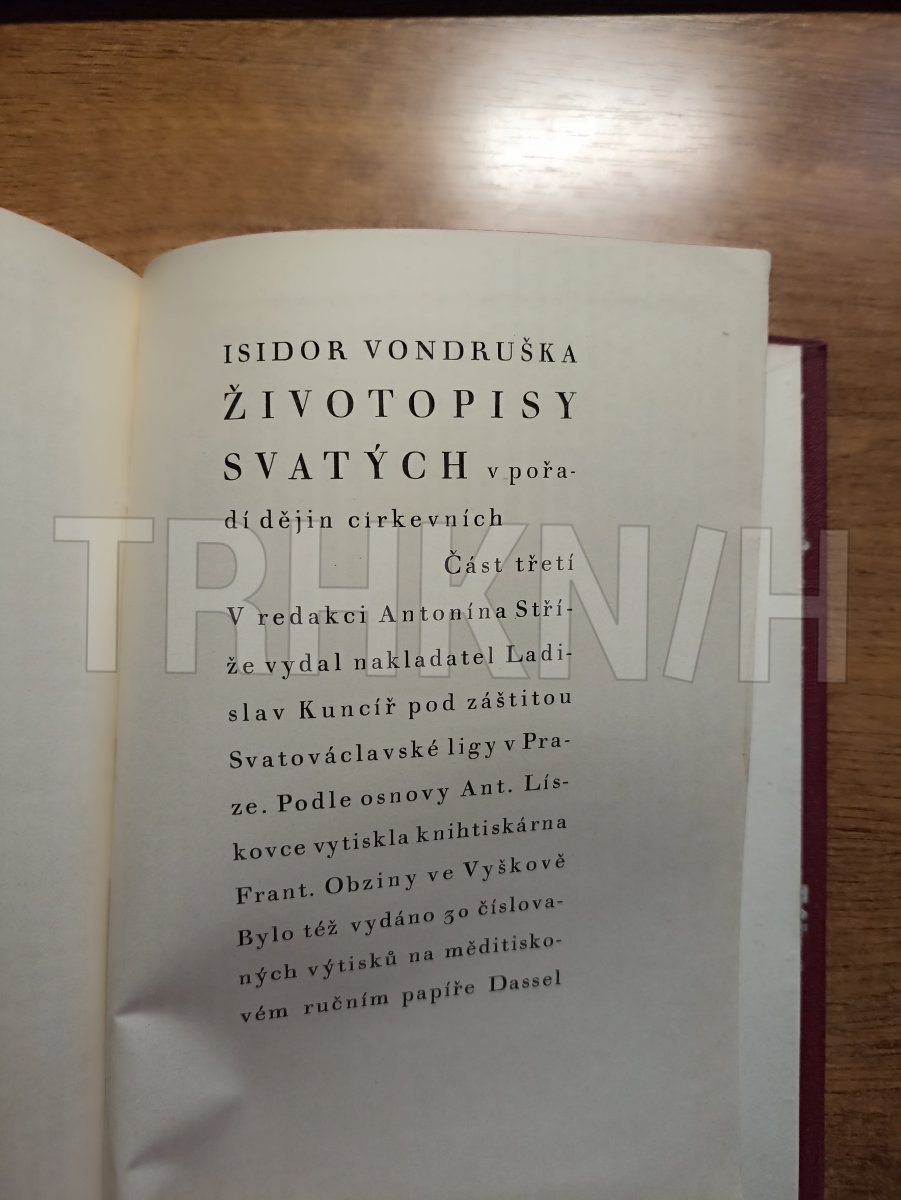 ISIDOR VONDRUŠKA
ŽIVOTOPISY
SVATÝCH v pořa-
dí dějin církevních
Část třetí
V redakci Antonína Stří-
že vydal nakladatel Ladi-
slav Kuncíř pod záštitou
Svatováclavské ligy v Pra-
ze. Podle osnovy Ant. Lís-
kovce vytiskla knihtiskárna
Frant. Obziny ve Vyškově
Bylo též vydáno 30 číslova-
ných výtisků na měditisko-
vém ručním papíře Dassel
TRHKNIH